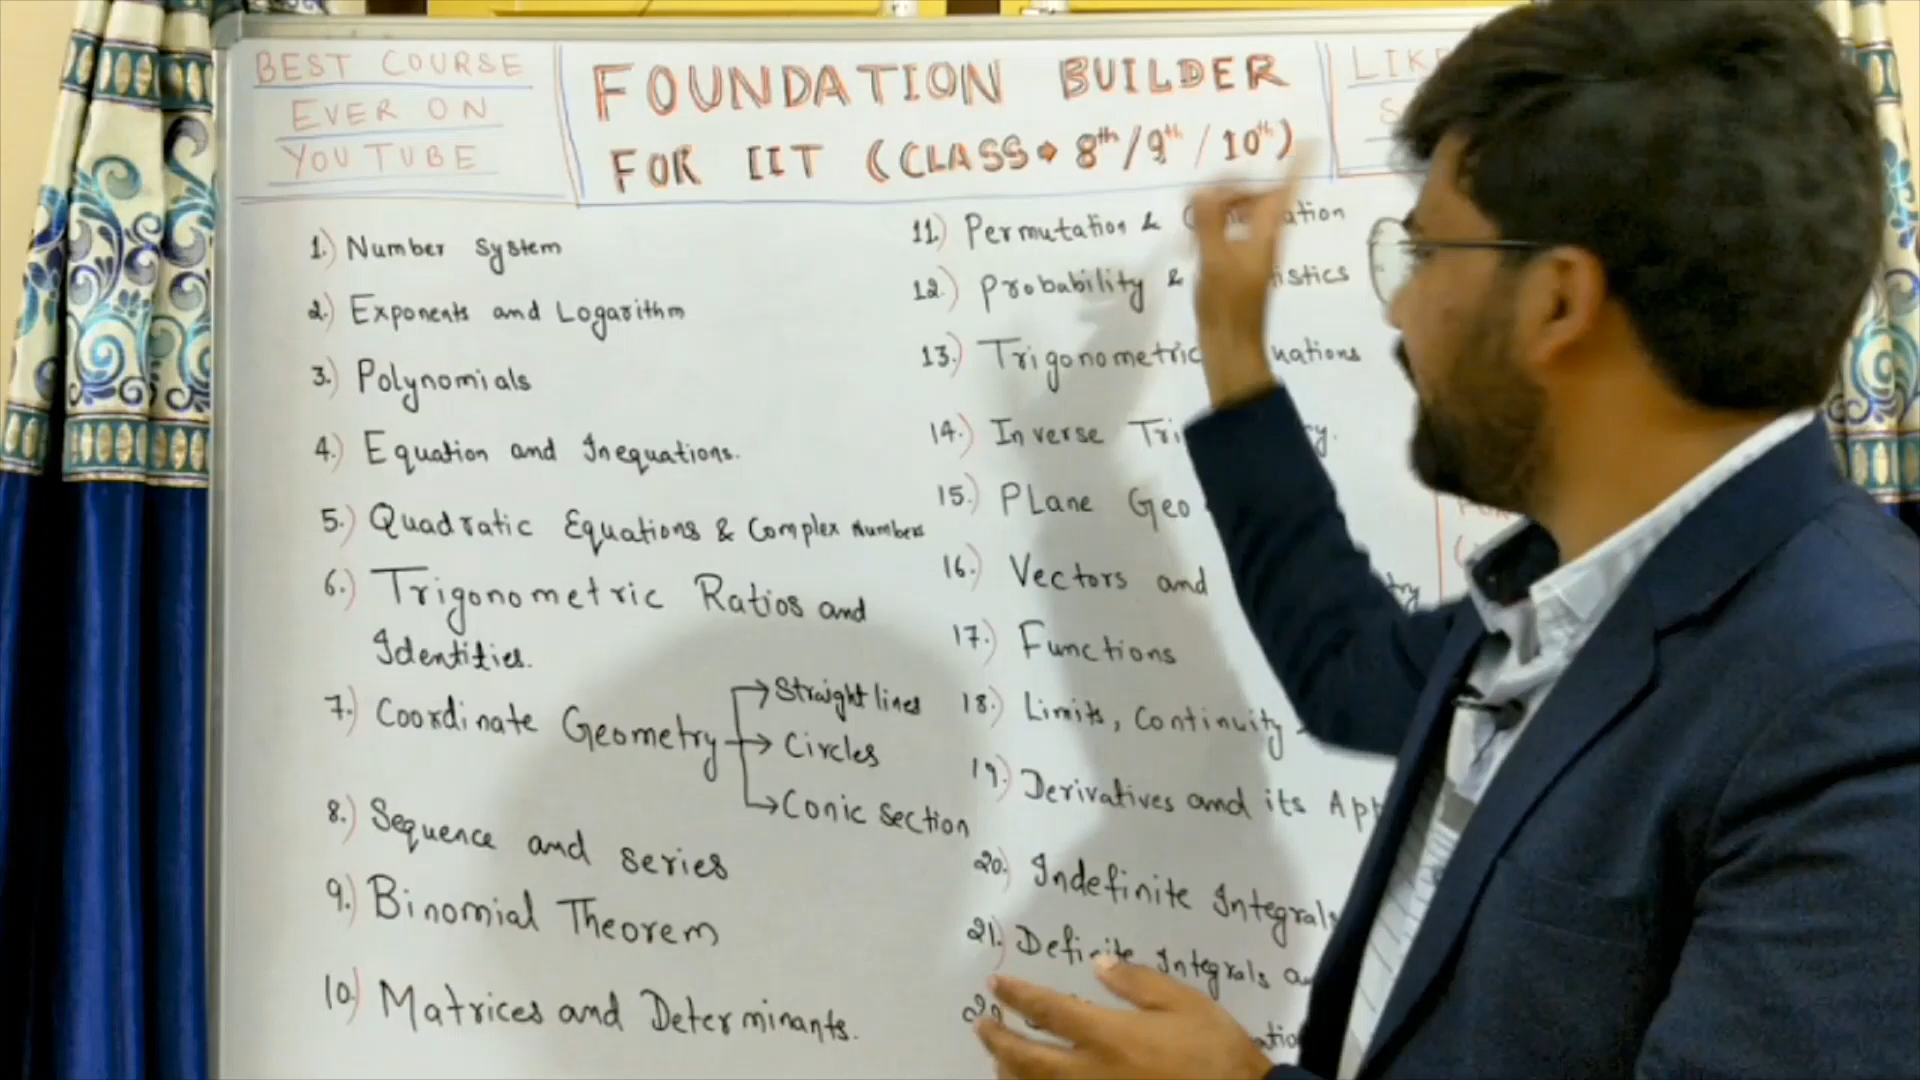 BEST COURSE
EVER ON
YOUTUBE
FOUNDATION BUILDER
FOR IIT (CLASS → 8th/9th/10th)
1.) Number System
2.) Exponents and Logarithm
3.) Polynomials
4.) Equation and Inequations.
5.) Quadratic Equations & Complex Numbers
6.) Trigonometric Ratios and
Identities.
7.) Coordinate Geometry
→ Straight lines
→ Circles
→ Conic Section
8.) Sequence and series
9.) Binomial Theorem
10.) Matrices and Determinants.
11.) Permutation &
12.) Probability &
13.) Trigonometric
14.) Inverse
15.) PLane
16.) Vectors and
17.) Functions
18.) Limits, Continuity
19.) Derivatives and its
20.) Indefinite Integrals
21.) Definite Integrals